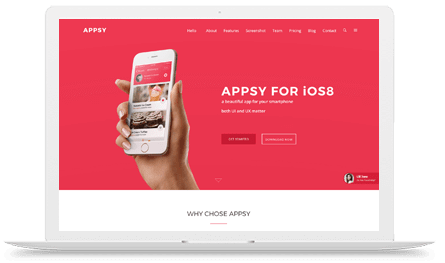 APPSY
Hello About Features Screenshot Team Pricing Blog Contact
APPSY FOR iOS8
a beautiful app for your smartphone
both UI and UX matter
GET STARTED
DOWNLOAD NOW
WHY CHOSE APPSY